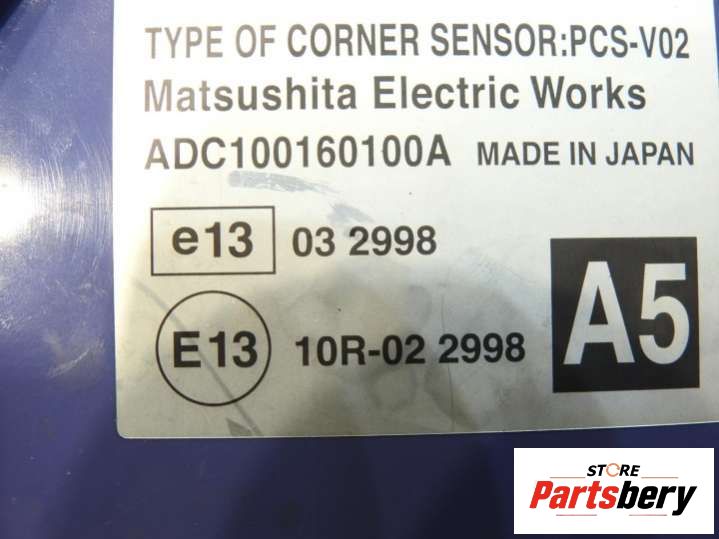 TYPE OF CORNER SENSOR:PCS-V02
Matsushita Electric Works
ADC100160100A MADE IN JAPAN
e13 03 2998
E13 10R-02 2998
A5
STORE
Partsbery